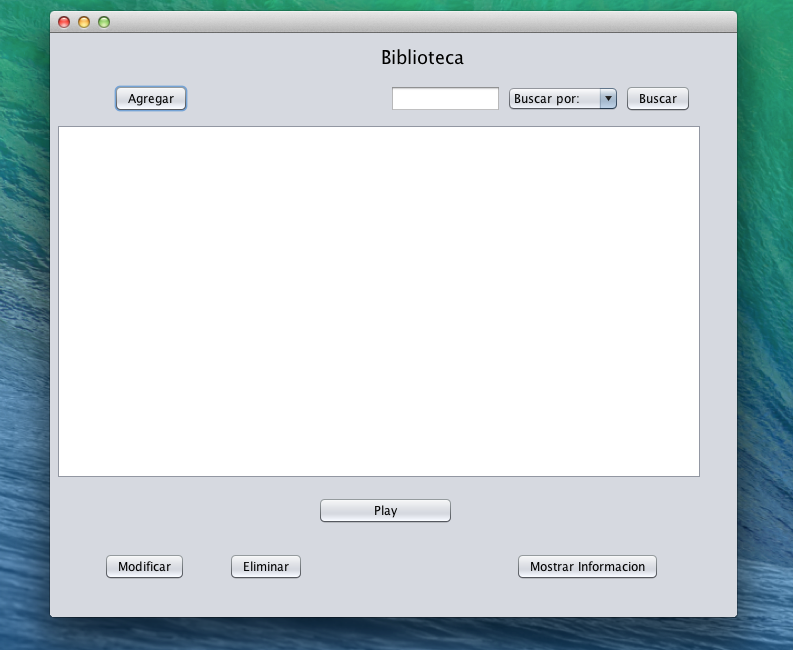 Biblioteca
Agregar
Buscar por:
Buscar
Play
Modificar
Eliminar
Mostrar Informacion